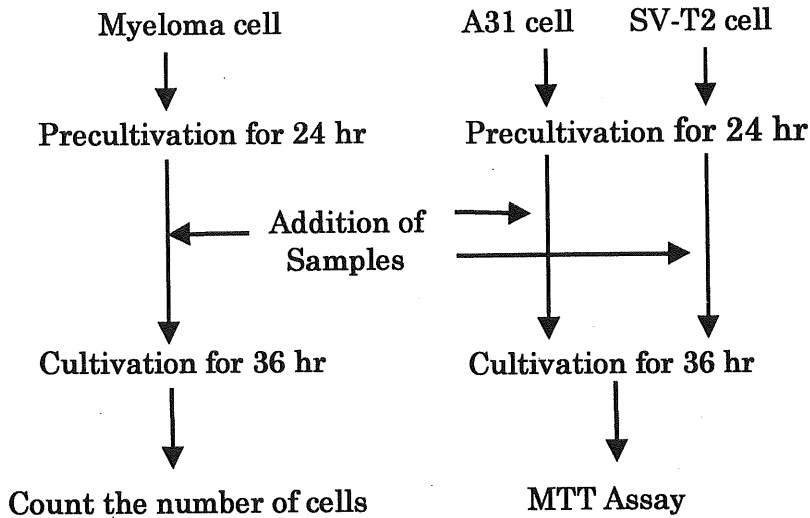 Myeloma cell
A31 cell
SV-T2 cell
Precultivation for 24 hr
Precultivation for 24 hr
Addition of
Samples
Cultivation for 36 hr
Cultivation for 36 hr
Count the number of cells
MTT Assay